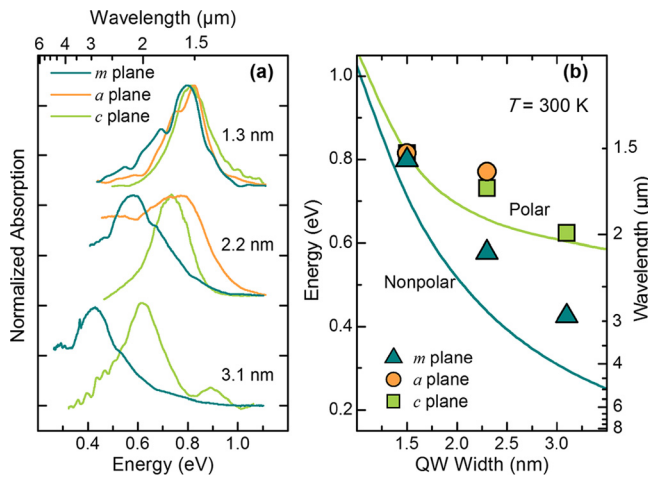 Wavelength (µm)
6 5 4 3 2 1.5
(a)
m plane
a plane
c plane
1.3 nm
2.2 nm
3.1 nm
Normalized Absorption
0.4 0.6 0.8 1.0
Energy (eV)
(b)
T = 300 K
Polar
Nonpolar
m plane
a plane
c plane
Energy (eV)
1.0
0.8
0.6
0.4
0.2
1.0 1.5 2.0 2.5 3.0
QW Width (nm)
1.5
2
3
4
5
6
8
Wavelength (µm)